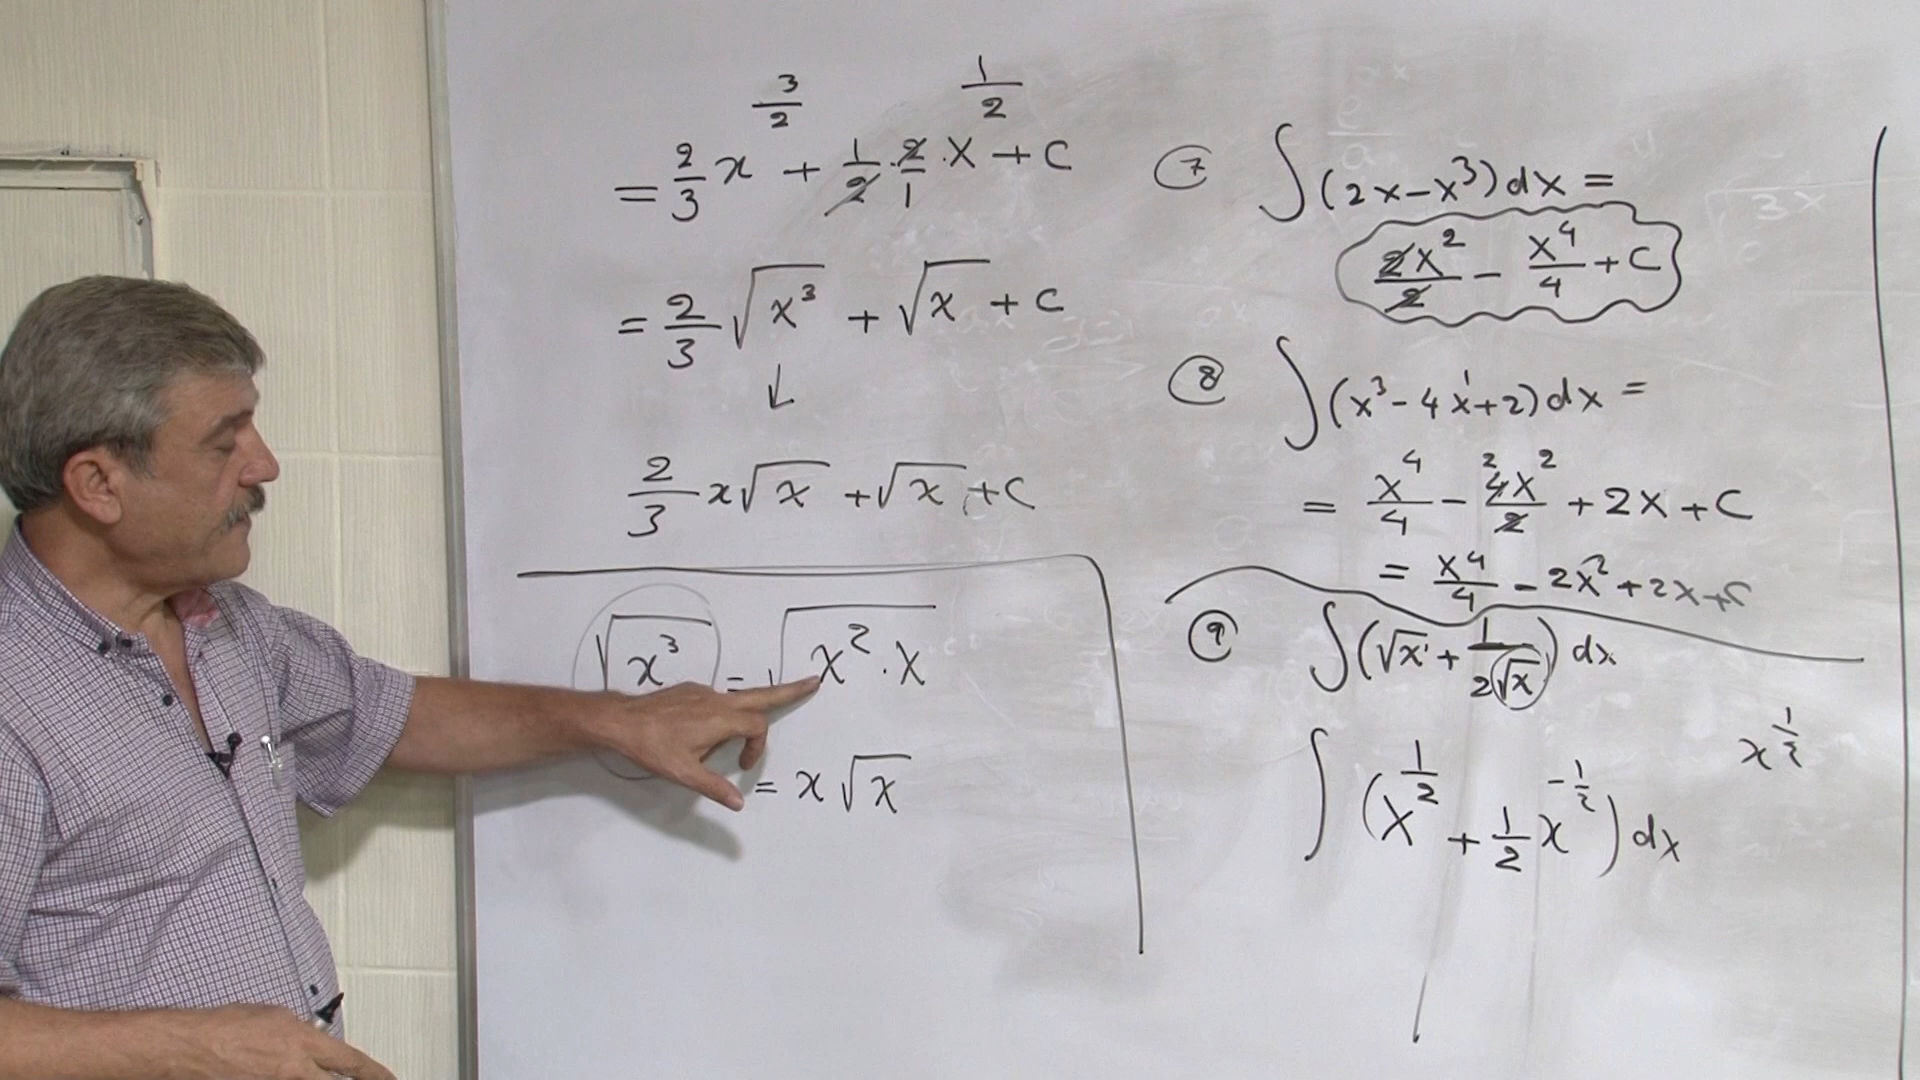 = 2/3 x^(3/2) + 1/2 · 2/1 · x^(1/2) + C
= 2/3 √(x³) + √x + C
↓
2/3 x√x + √x + C
√(x³) = √(x² · x)
= x√x
⑦ ∫(2x - x³)dx =
2x²/2 - x⁴/4 + C
⑧ ∫(x³ - 4x¹ + 2)dx =
= x⁴/4 - 4x²/2 2 + 2x + C
= x⁴/4 - 2x² + 2x + C
⑨ ∫(√x + 1/(2√x)) dx
x^(1/2)
∫(x^(1/2) + 1/2 x^(-1/2)) dx